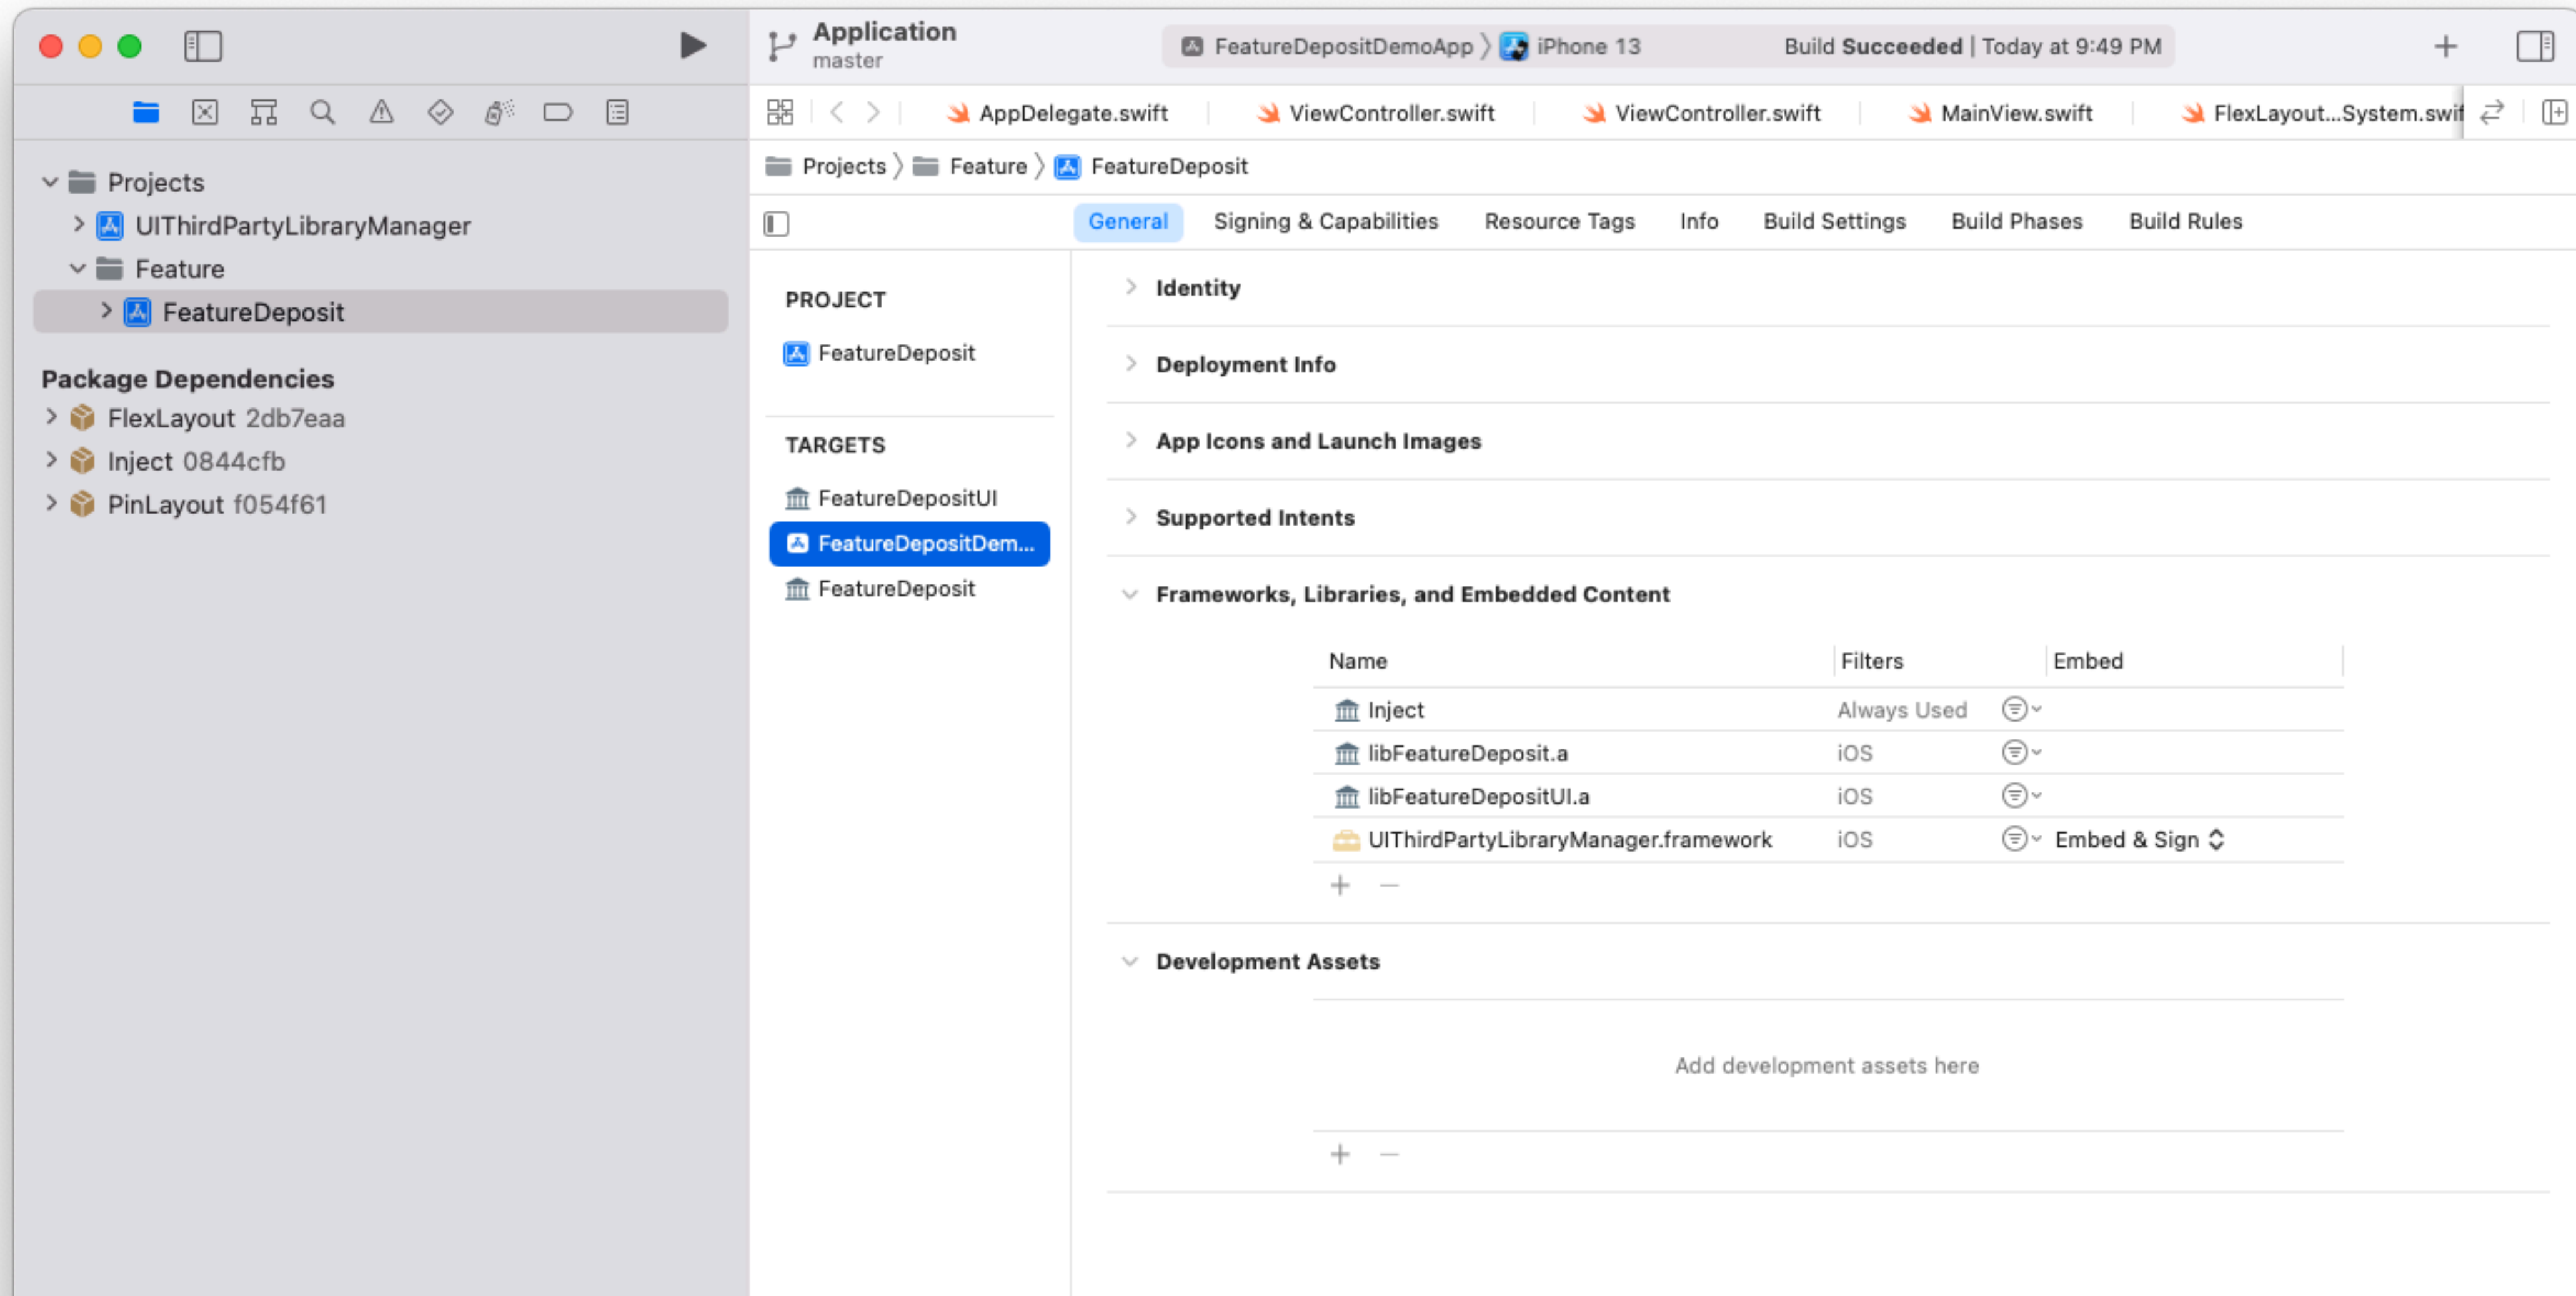 Application
master
FeatureDepositDemoApp 〉 iPhone 13
Build Succeeded | Today at 9:49 PM
AppDelegate.swift
ViewController.swift
ViewController.swift
MainView.swift
FlexLayout...System.swif
Projects
UIThirdPartyLibraryManager
Feature
FeatureDeposit
Package Dependencies
FlexLayout 2db7eaa
Inject 0844cfb
PinLayout f054f61
Projects 〉 Feature 〉 FeatureDeposit
General
Signing & Capabilities
Resource Tags
Info
Build Settings
Build Phases
Build Rules
PROJECT
FeatureDeposit
TARGETS
FeatureDepositUI
FeatureDepositDem...
FeatureDeposit
Identity
Deployment Info
App Icons and Launch Images
Supported Intents
Frameworks, Libraries, and Embedded Content
Name Filters Embed
Inject Always Used
libFeatureDeposit.a iOS
libFeatureDepositUI.a iOS
UIThirdPartyLibraryManager.framework iOS Embed & Sign
Development Assets
Add development assets here